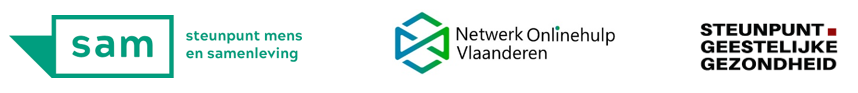 sam
steunpunt mens
en samenleving
Netwerk Onlinehulp
Vlaanderen
STEUNPUNT
GEESTELIJKE
GEZONDHEID